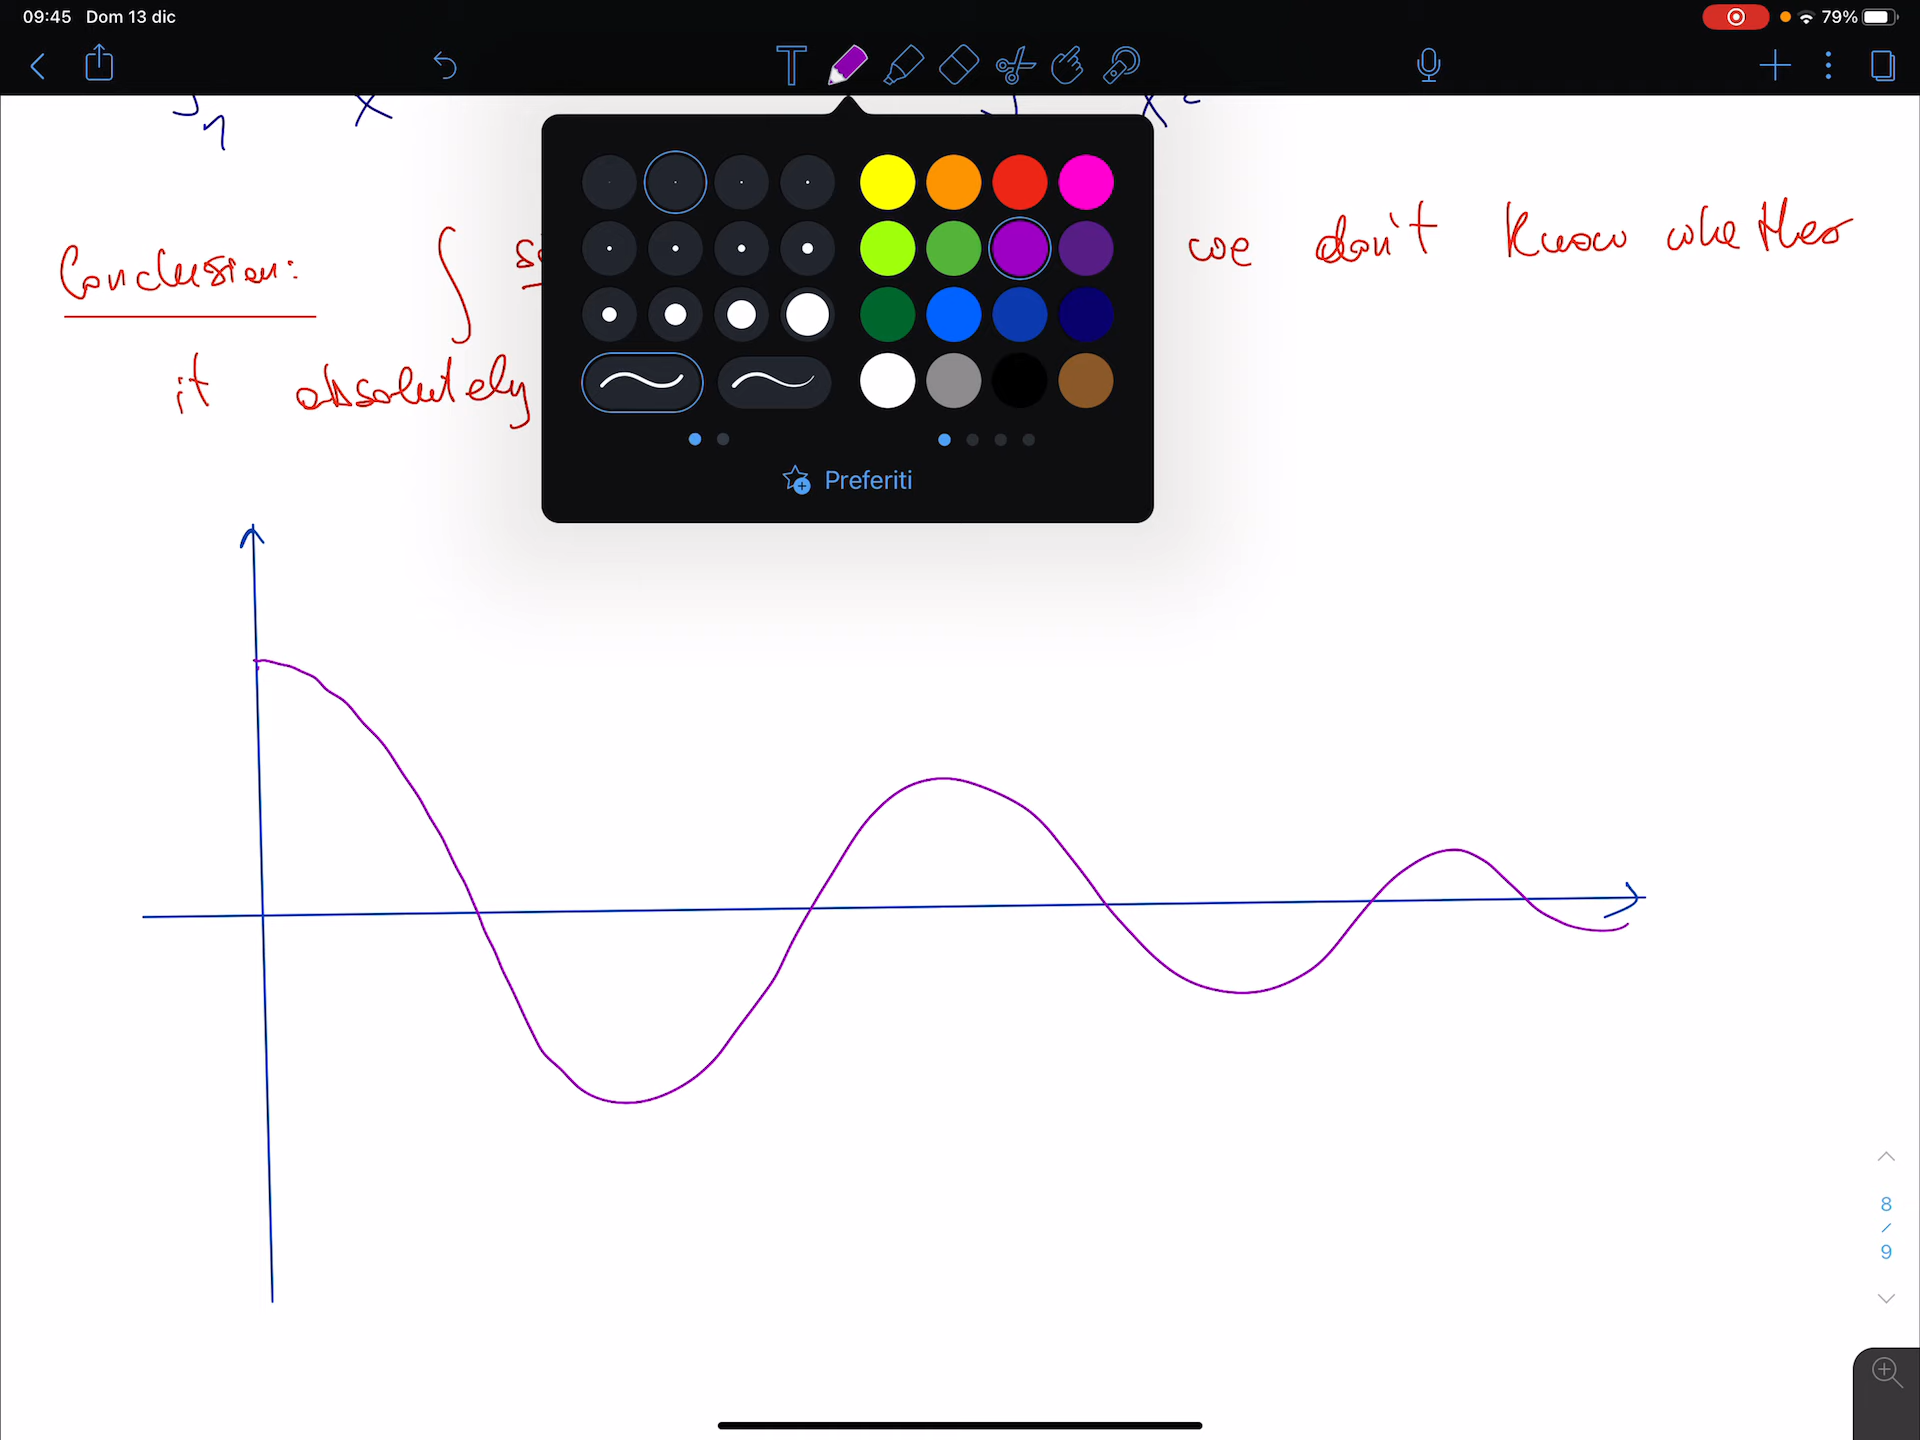 09:45 Dom 13 dic 79%
Conclusion: ∫ we don't know whether
it absolutely
Preferiti
8
/
9